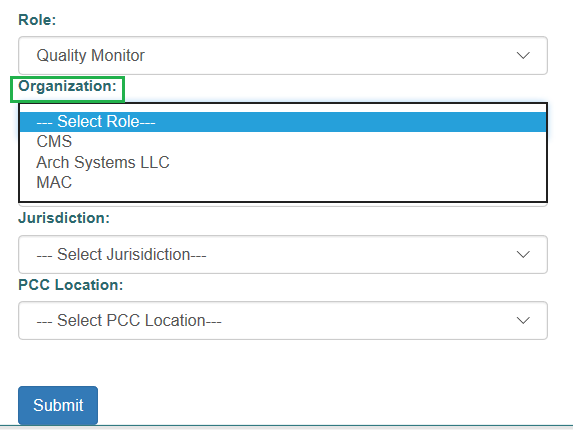 Role:
Quality Monitor
Organization:
--- Select Role---
CMS
Arch Systems LLC
MAC
Jurisdiction:
--- Select Jurisidiction---
PCC Location:
--- Select PCC Location---
Submit